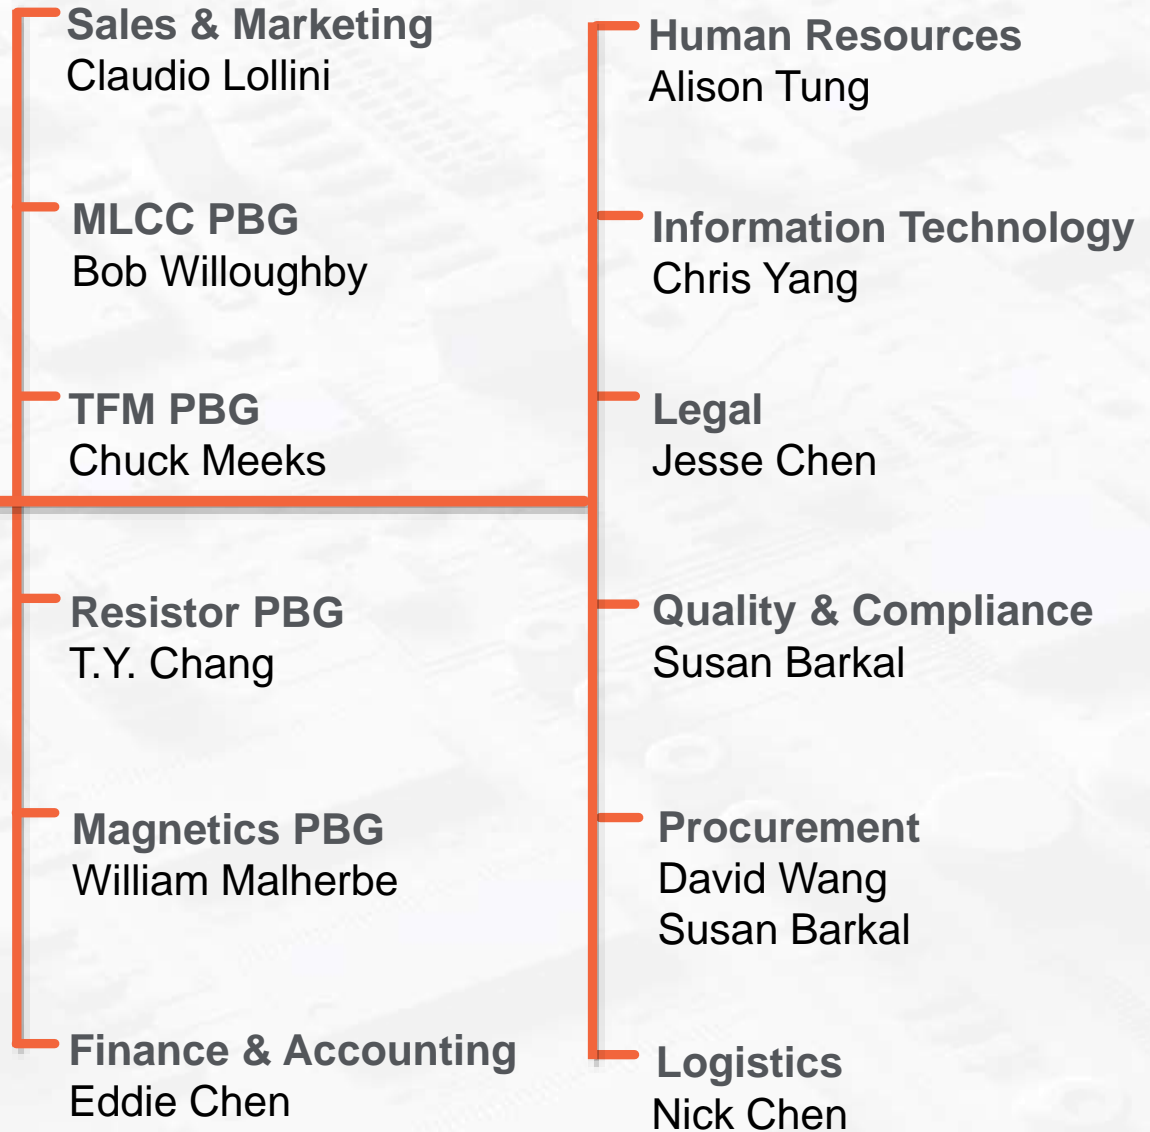 Sales & Marketing
Claudio Lollini
MLCC PBG
Bob Willoughby
TFM PBG
Chuck Meeks
Resistor PBG
T.Y. Chang
Magnetics PBG
William Malherbe
Finance & Accounting
Eddie Chen
Human Resources
Alison Tung
Information Technology
Chris Yang
Legal
Jesse Chen
Quality & Compliance
Susan Barkal
Procurement
David Wang
Susan Barkal
Logistics
Nick Chen